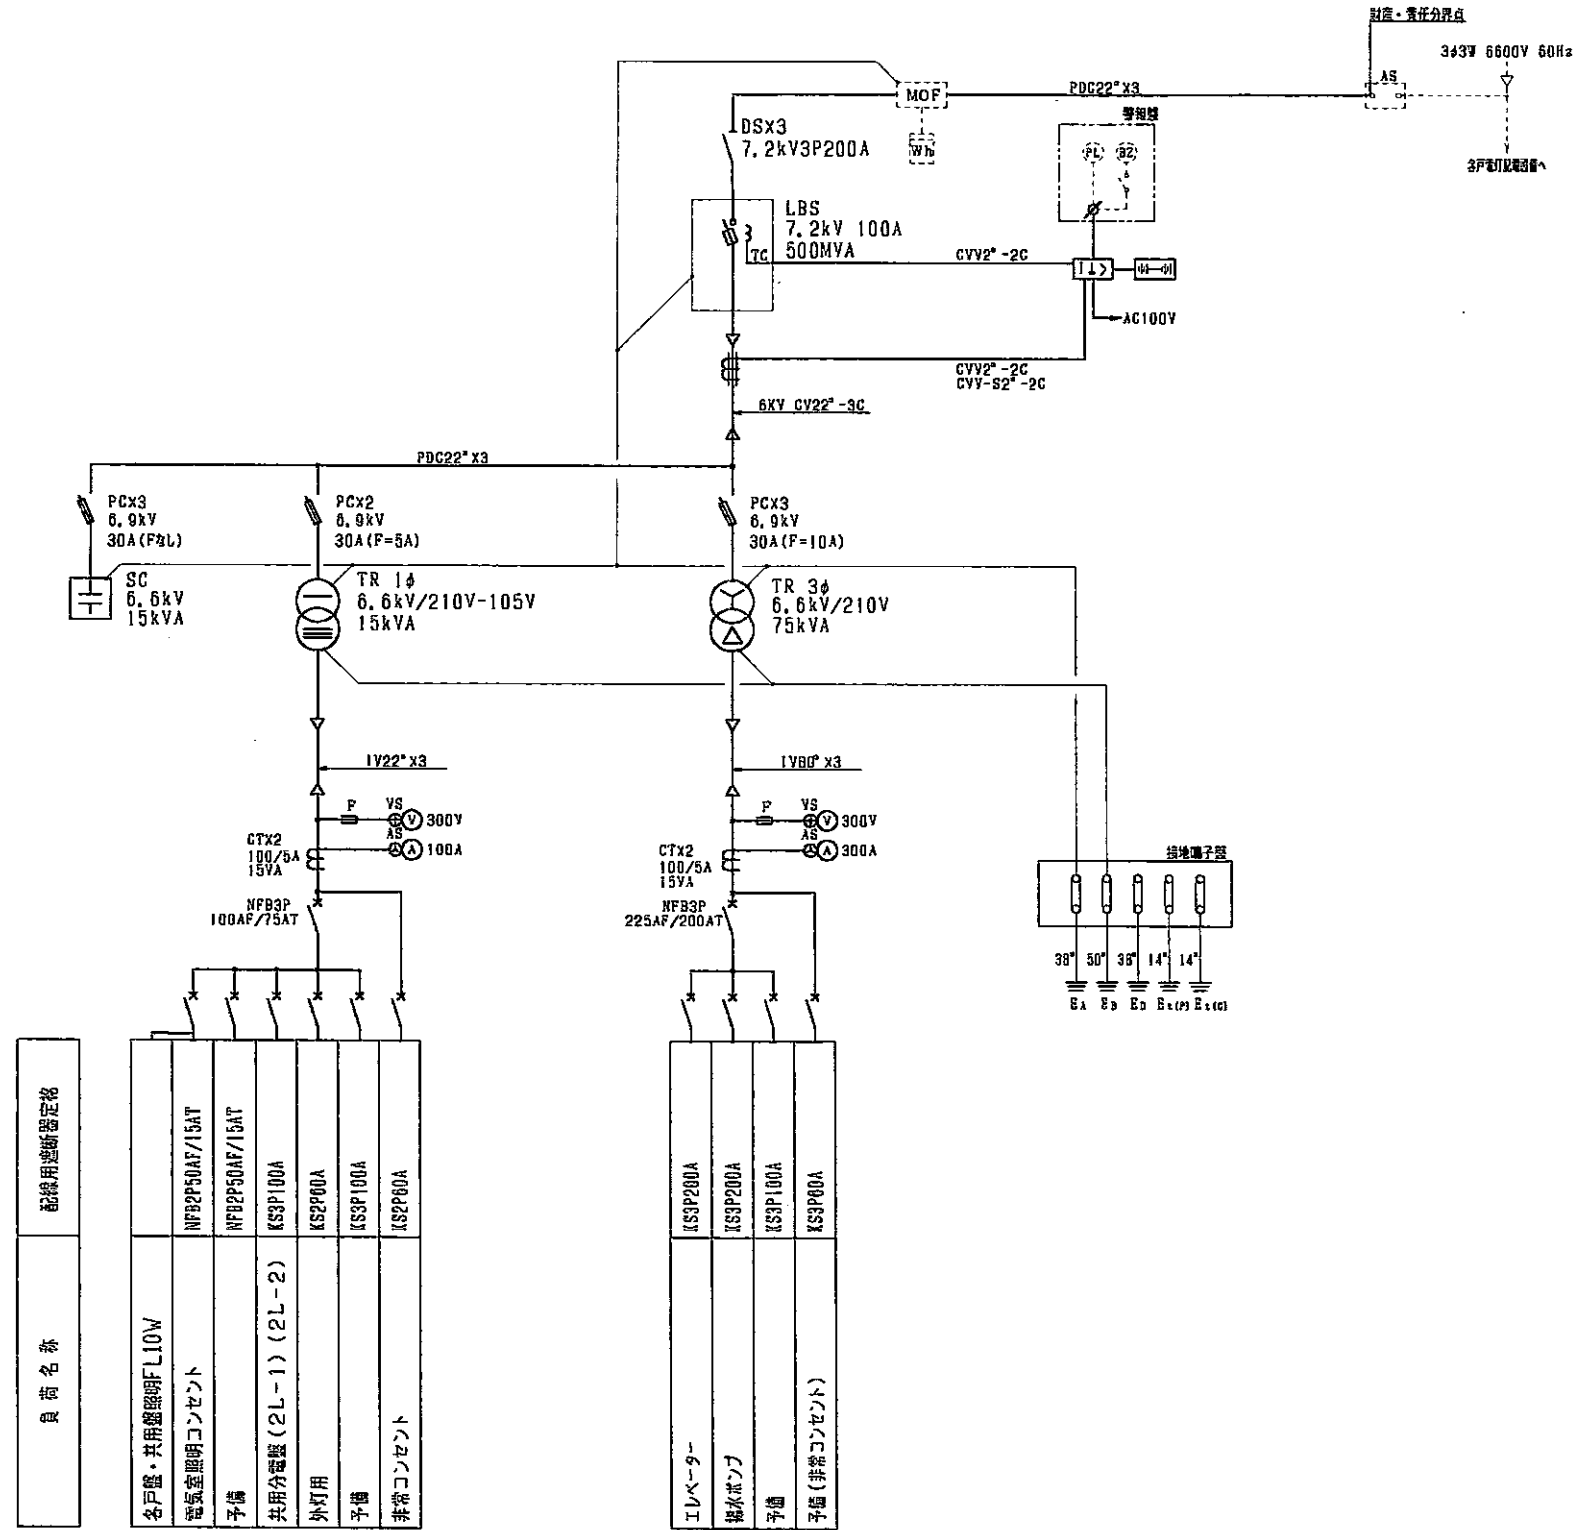 財産・責任分界点
3φ3W 6600V 60Hz
AS
PDC22°X3
MOF
Wh
警報盤
PL
BZ
DSX3
7.2kV3P200A
LBS
7.2kV 100A
500MVA
TC
CVV2°-2C
I⊥>
AC100V
CVV2°-2C
CVV-S2°-2C
6KV CV22°-3C
PDC22°X3
PCX3
6.9kV
30A(Fなし)
PCX2
6.9kV
30A(F=5A)
PCX3
6.9kV
30A(F=10A)
SC
6.6kV
15kVA
TR 1φ
6.6kV/210V-105V
15kVA
TR 3φ
6.6kV/210V
75kVA
IV22°X3
F
VS
V
300V
AS
A
100A
CTX2
100/5A
15VA
NFB3P
100AF/75AT
F
VS
V
300V
AS
A
300A
CTX2
100/5A
15VA
NFB3P
225AF/200AT
接地端子盤
38°
50°
38°
14°
14°
EA
EB
ED
配線用遮断器定格
負荷名称
各戸盤・共用盤照明FL10W
NFB2P50AF/15AT
電気室照明コンセント
NFB2P50AF/15AT
予備
KS3P100A
共用分電盤(2L-1)(2L-2)
KS2P60A
外灯用
KS3P100A
予備
KS2P60A
非常コンセント
KS3P200A
エレベーター
KS3P200A
揚水ポンプ
KS3P100A
予備
KS3P60A
予備(非常コンセント)